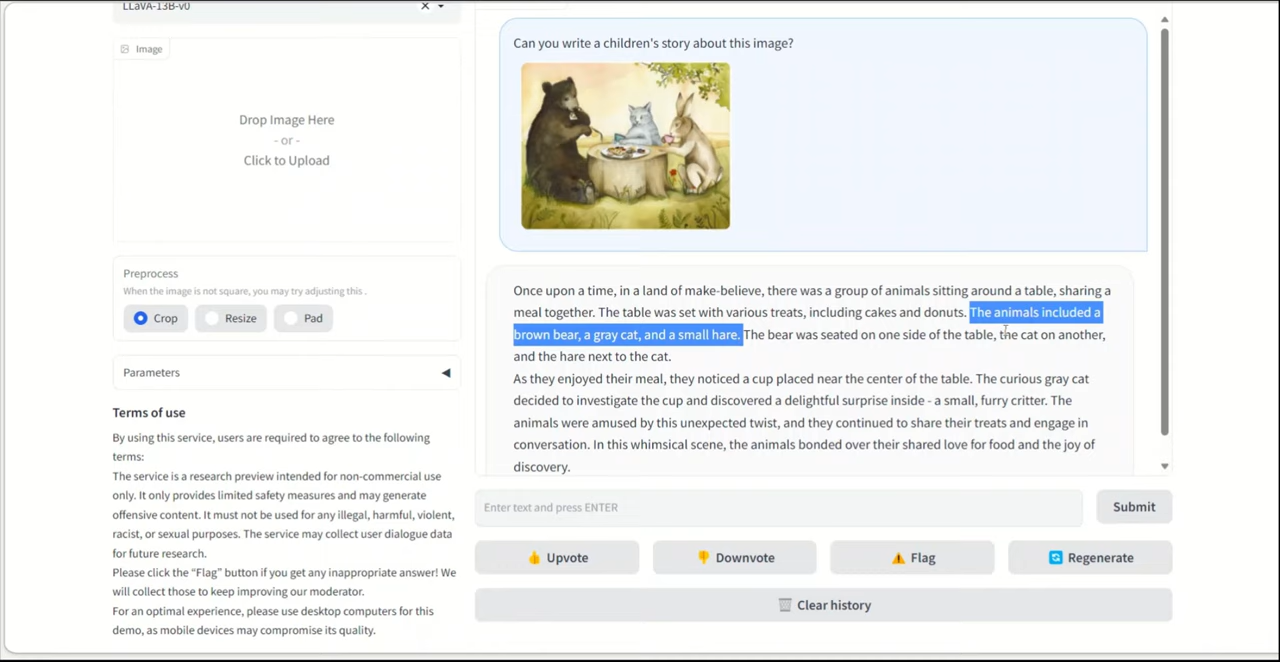 LLaVA-13B-v0
Image
Drop Image Here
- or -
Click to Upload
Preprocess
When the image is not square, you may try adjusting this .
Crop
Resize
Pad
Parameters
Terms of use
By using this service, users are required to agree to the following
terms:
The service is a research preview intended for non-commercial use
only. It only provides limited safety measures and may generate
offensive content. It must not be used for any illegal, harmful, violent,
racist, or sexual purposes. The service may collect user dialogue data
for future research.
Please click the “Flag” button if you get any inappropriate answer! We
will collect those to keep improving our moderator.
For an optimal experience, please use desktop computers for this
demo, as mobile devices may compromise its quality.
Can you write a children's story about this image?
Once upon a time, in a land of make-believe, there was a group of animals sitting around a table, sharing a
meal together. The table was set with various treats, including cakes and donuts. The animals included a
brown bear, a gray cat, and a small hare. The bear was seated on one side of the table, the cat on another,
and the hare next to the cat.
As they enjoyed their meal, they noticed a cup placed near the center of the table. The curious gray cat
decided to investigate the cup and discovered a delightful surprise inside - a small, furry critter. The
animals were amused by this unexpected twist, and they continued to share their treats and engage in
conversation. In this whimsical scene, the animals bonded over their shared love for food and the joy of
discovery.
Enter text and press ENTER
Submit
Upvote
Downvote
Flag
Regenerate
Clear history